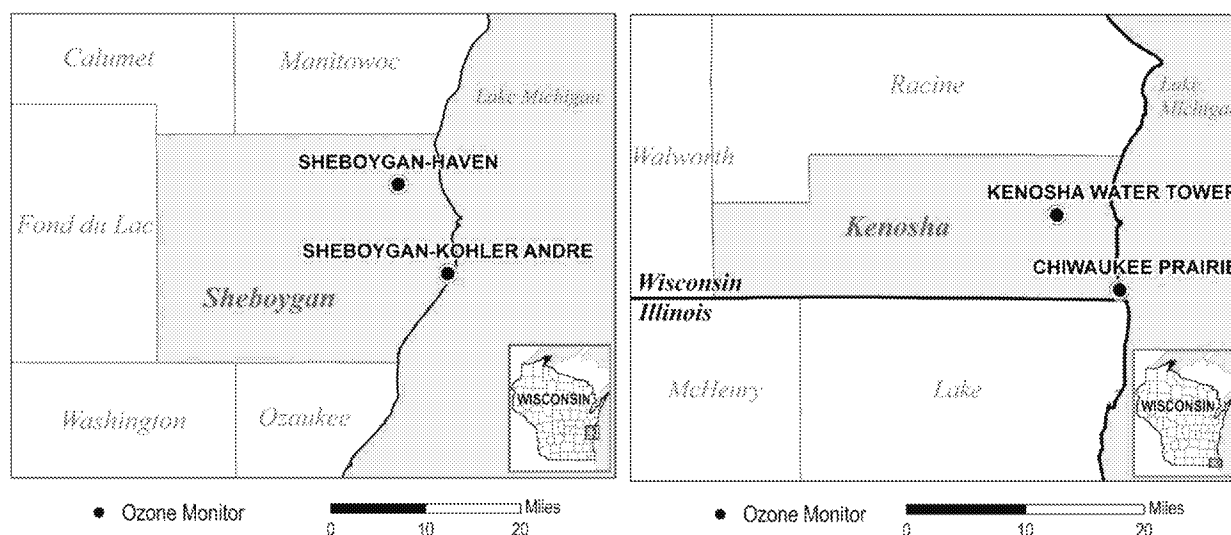 Calumet
Manitowoc
Lake Michigan
SHEBOYGAN-HAVEN
Fond du Lac
SHEBOYGAN-KOHLER ANDRE
Sheboygan
WISCONSIN
Washington
Ozaukee
Ozone Monitor
Miles
0 10 20
Racine
Lake
Michigan
Walworth
KENOSHA WATER TOWER
Kenosha
CHIWAUKEE PRAIRIE
Wisconsin
Illinois
McHenry
Lake
WISCONSIN
Ozone Monitor
Miles
0 10 20